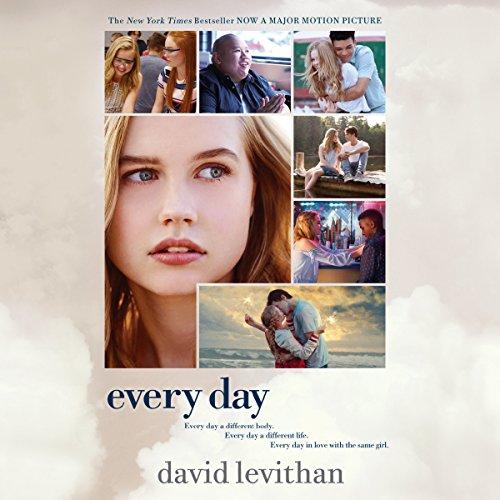 The New York Times Bestseller NOW A MAJOR MOTION PICTURE
every day
Every day a different body.
Every day a different life.
Every day in love with the same girl.
david levithan